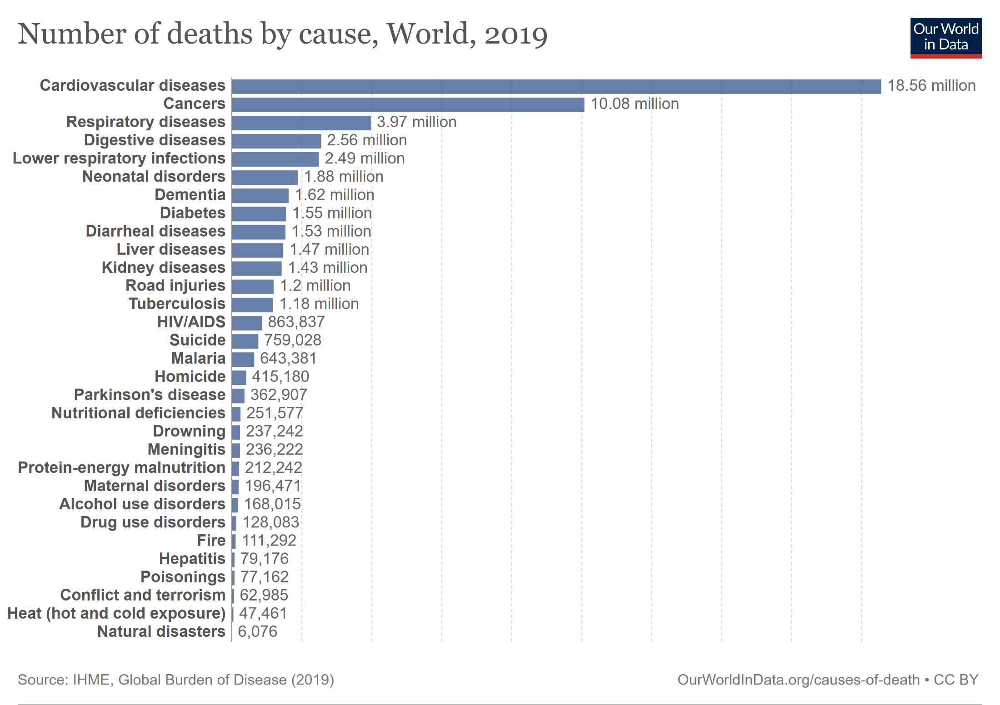 Number of deaths by cause, World, 2019
Our World
in Data
Cardiovascular diseases 18.56 million
Cancers 10.08 million
Respiratory diseases 3.97 million
Digestive diseases 2.56 million
Lower respiratory infections 2.49 million
Neonatal disorders 1.88 million
Dementia 1.62 million
Diabetes 1.55 million
Diarrheal diseases 1.53 million
Liver diseases 1.47 million
Kidney diseases 1.43 million
Road injuries 1.2 million
Tuberculosis 1.18 million
HIV/AIDS 863,837
Suicide 759,028
Malaria 643,381
Homicide 415,180
Parkinson's disease 362,907
Nutritional deficiencies 251,577
Drowning 237,242
Meningitis 236,222
Protein-energy malnutrition 212,242
Maternal disorders 196,471
Alcohol use disorders 168,015
Drug use disorders 128,083
Fire 111,292
Hepatitis 79,176
Poisonings 77,162
Conflict and terrorism 62,985
Heat (hot and cold exposure) 47,461
Natural disasters 6,076
Source: IHME, Global Burden of Disease (2019)
OurWorldInData.org/causes-of-death • CC BY